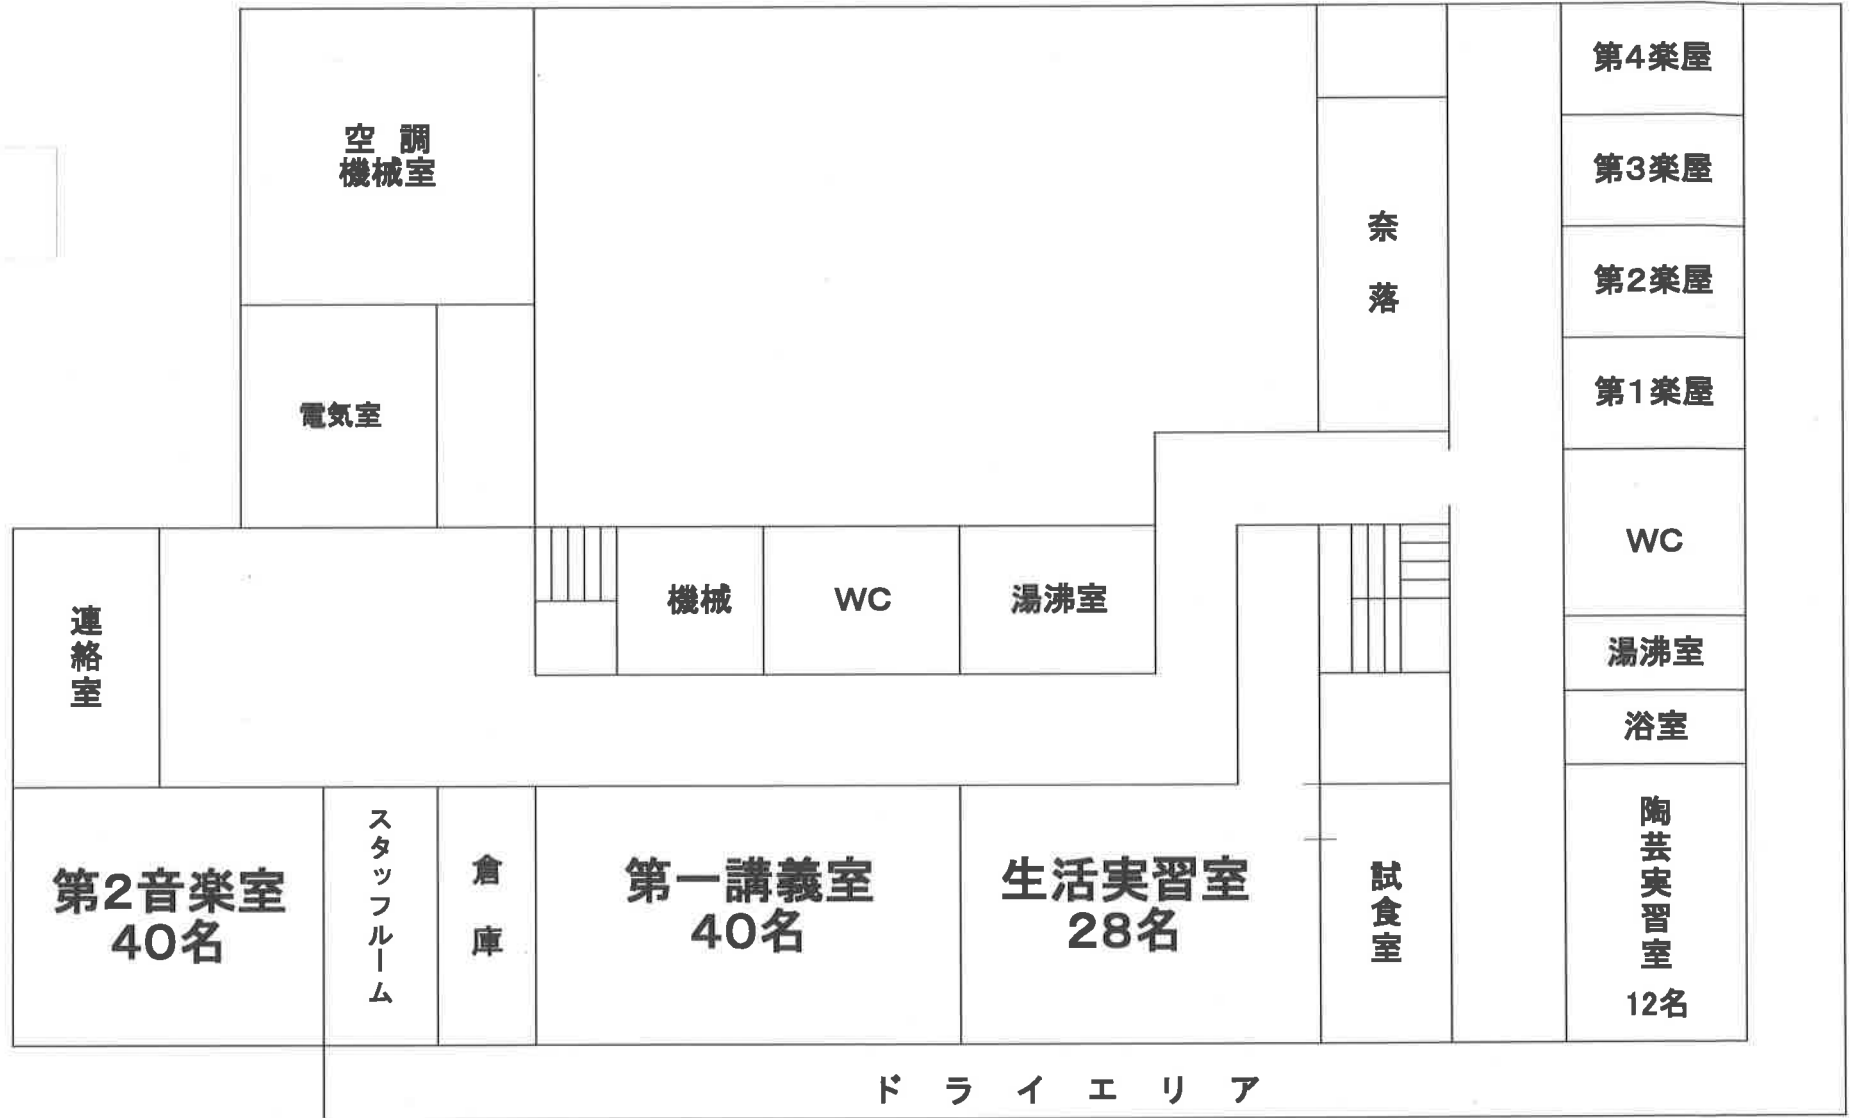 空 調
機械室
電気室
奈落
第4楽屋
第3楽屋
第2楽屋
第1楽屋
WC
湯沸室
浴室
陶芸実習室
12名
連絡室
機械
WC
湯沸室
第2音楽室
40名
スタッフルーム
倉庫
第一講義室
40名
生活実習室
28名
試食室
ドライエリア